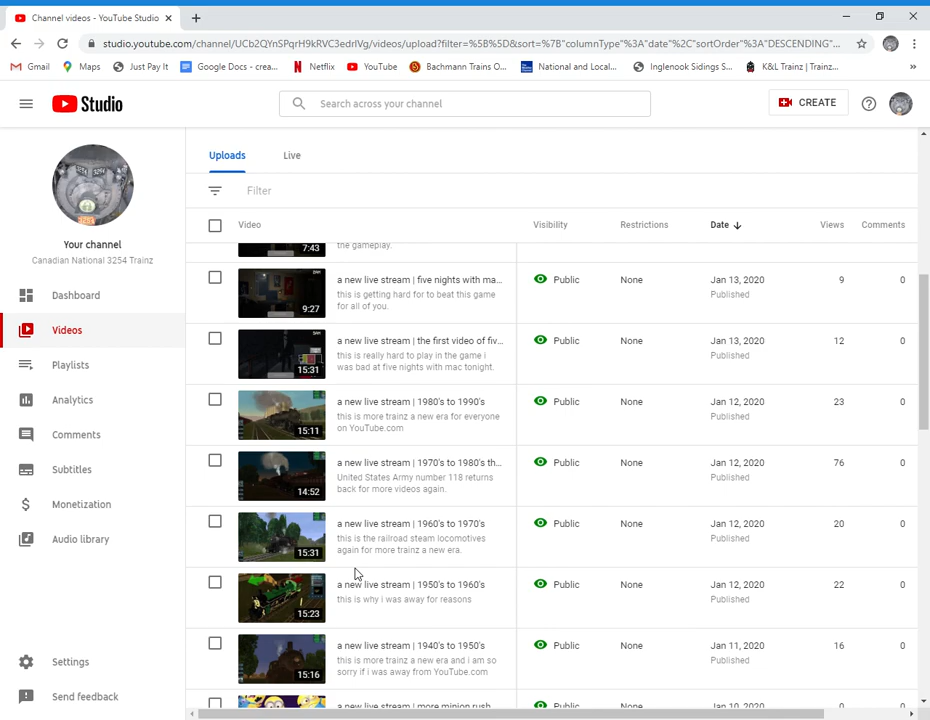 Channel videos - YouTube Studio
studio.youtube.com/channel/UCb2QYnSPqrH9kRVC3edrIVg/videos/upload?filter=%5B%5D&sort=%7B"columnType"%3A"date"%2C"sortOrder"%3A"DESCENDING"...
Gmail Maps Just Pay It Google Docs - crea... Netflix YouTube Bachmann Trains O... National and Local... Inglenook Sidings S... K&L Trainz | Trainz... »
Studio Search across your channel CREATE
Uploads Live
Filter
Video Visibility Restrictions Date Views Comments
Your channel
Canadian National 3254 Trainz
Dashboard
Videos
Playlists
Analytics
Comments
Subtitles
Monetization
Audio library
Settings
Send feedback
7:43 the gameplay.
a new live stream | five nights with ma... Public None Jan 13, 2020 9 0
this is getting hard for to beat this game Published
for all of you.
9:27
a new live stream | the first video of fiv... Public None Jan 13, 2020 12 0
this is really hard to play in the game i Published
was bad at five nights with mac tonight.
15:31
a new live stream | 1980's to 1990's Public None Jan 12, 2020 23 0
this is more trainz a new era for everyone Published
on YouTube.com
15:11
a new live stream | 1970's to 1980's th... Public None Jan 12, 2020 76 0
United States Army number 118 returns Published
back for more videos again.
14:52
a new live stream | 1960's to 1970's Public None Jan 12, 2020 20 0
this is the railroad steam locomotives Published
again for more trainz a new era.
15:31
a new live stream | 1950's to 1960's Public None Jan 12, 2020 22 0
this is why i was away for reasons Published
15:23
a new live stream | 1940's to 1950's Public None Jan 11, 2020 16 0
this is more trainz a new era and i am so Published
sorry if i was away from YouTube.com
15:16
a new live stream | more minion rush Public None Jan 11, 2020 0 0